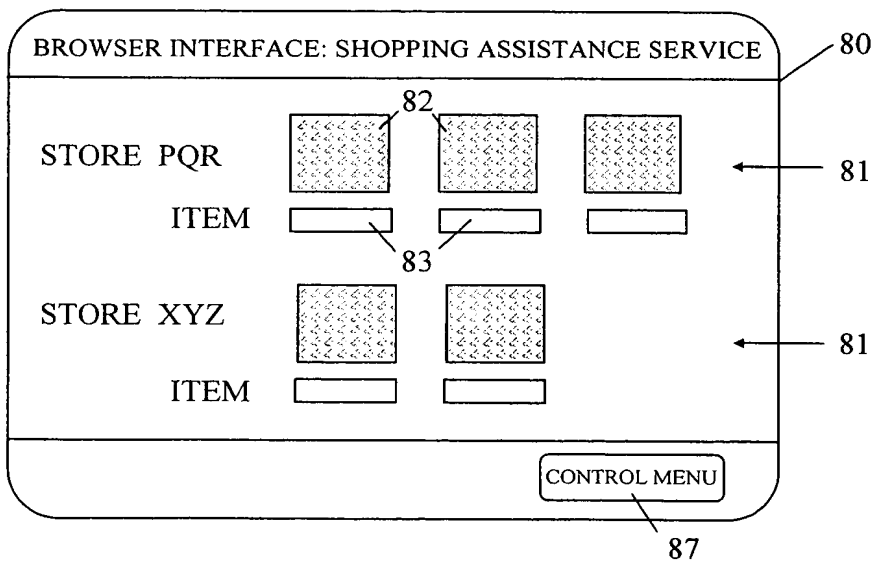 BROWSER INTERFACE: SHOPPING ASSISTANCE SERVICE
80
82
STORE PQR
81
ITEM
83
STORE XYZ
81
ITEM
CONTROL MENU
87